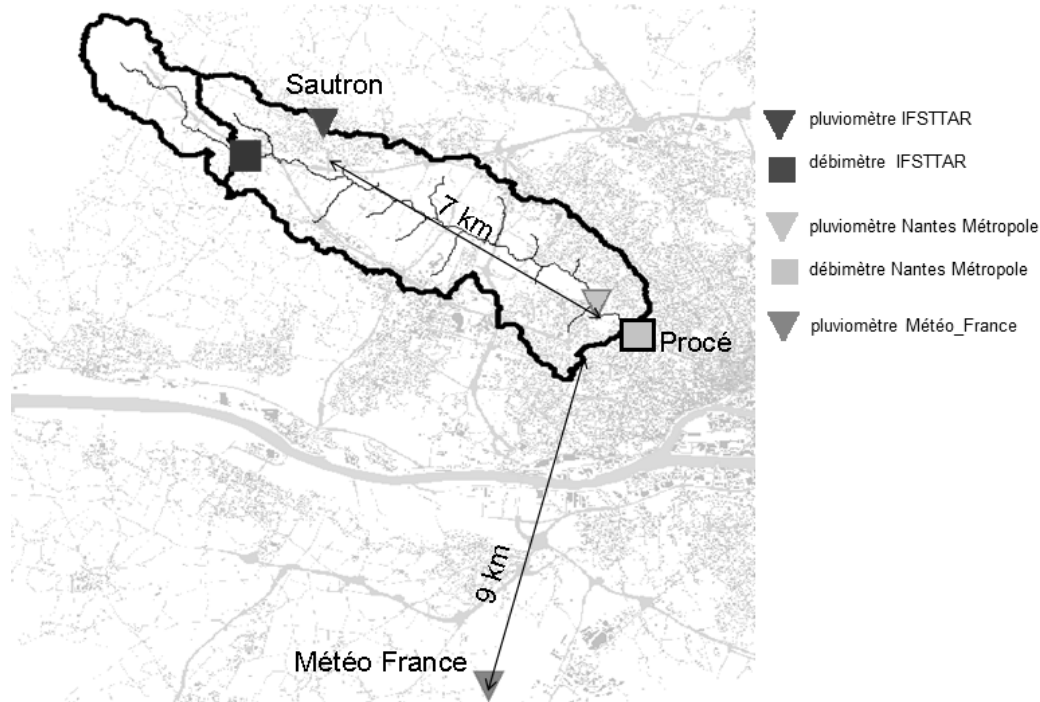 Sautron
7 km
Procé
9 km
Météo France
pluviomètre IFSTTAR
débimètre IFSTTAR
pluviomètre Nantes Métropole
débimètre Nantes Métropole
pluviomètre Météo_France